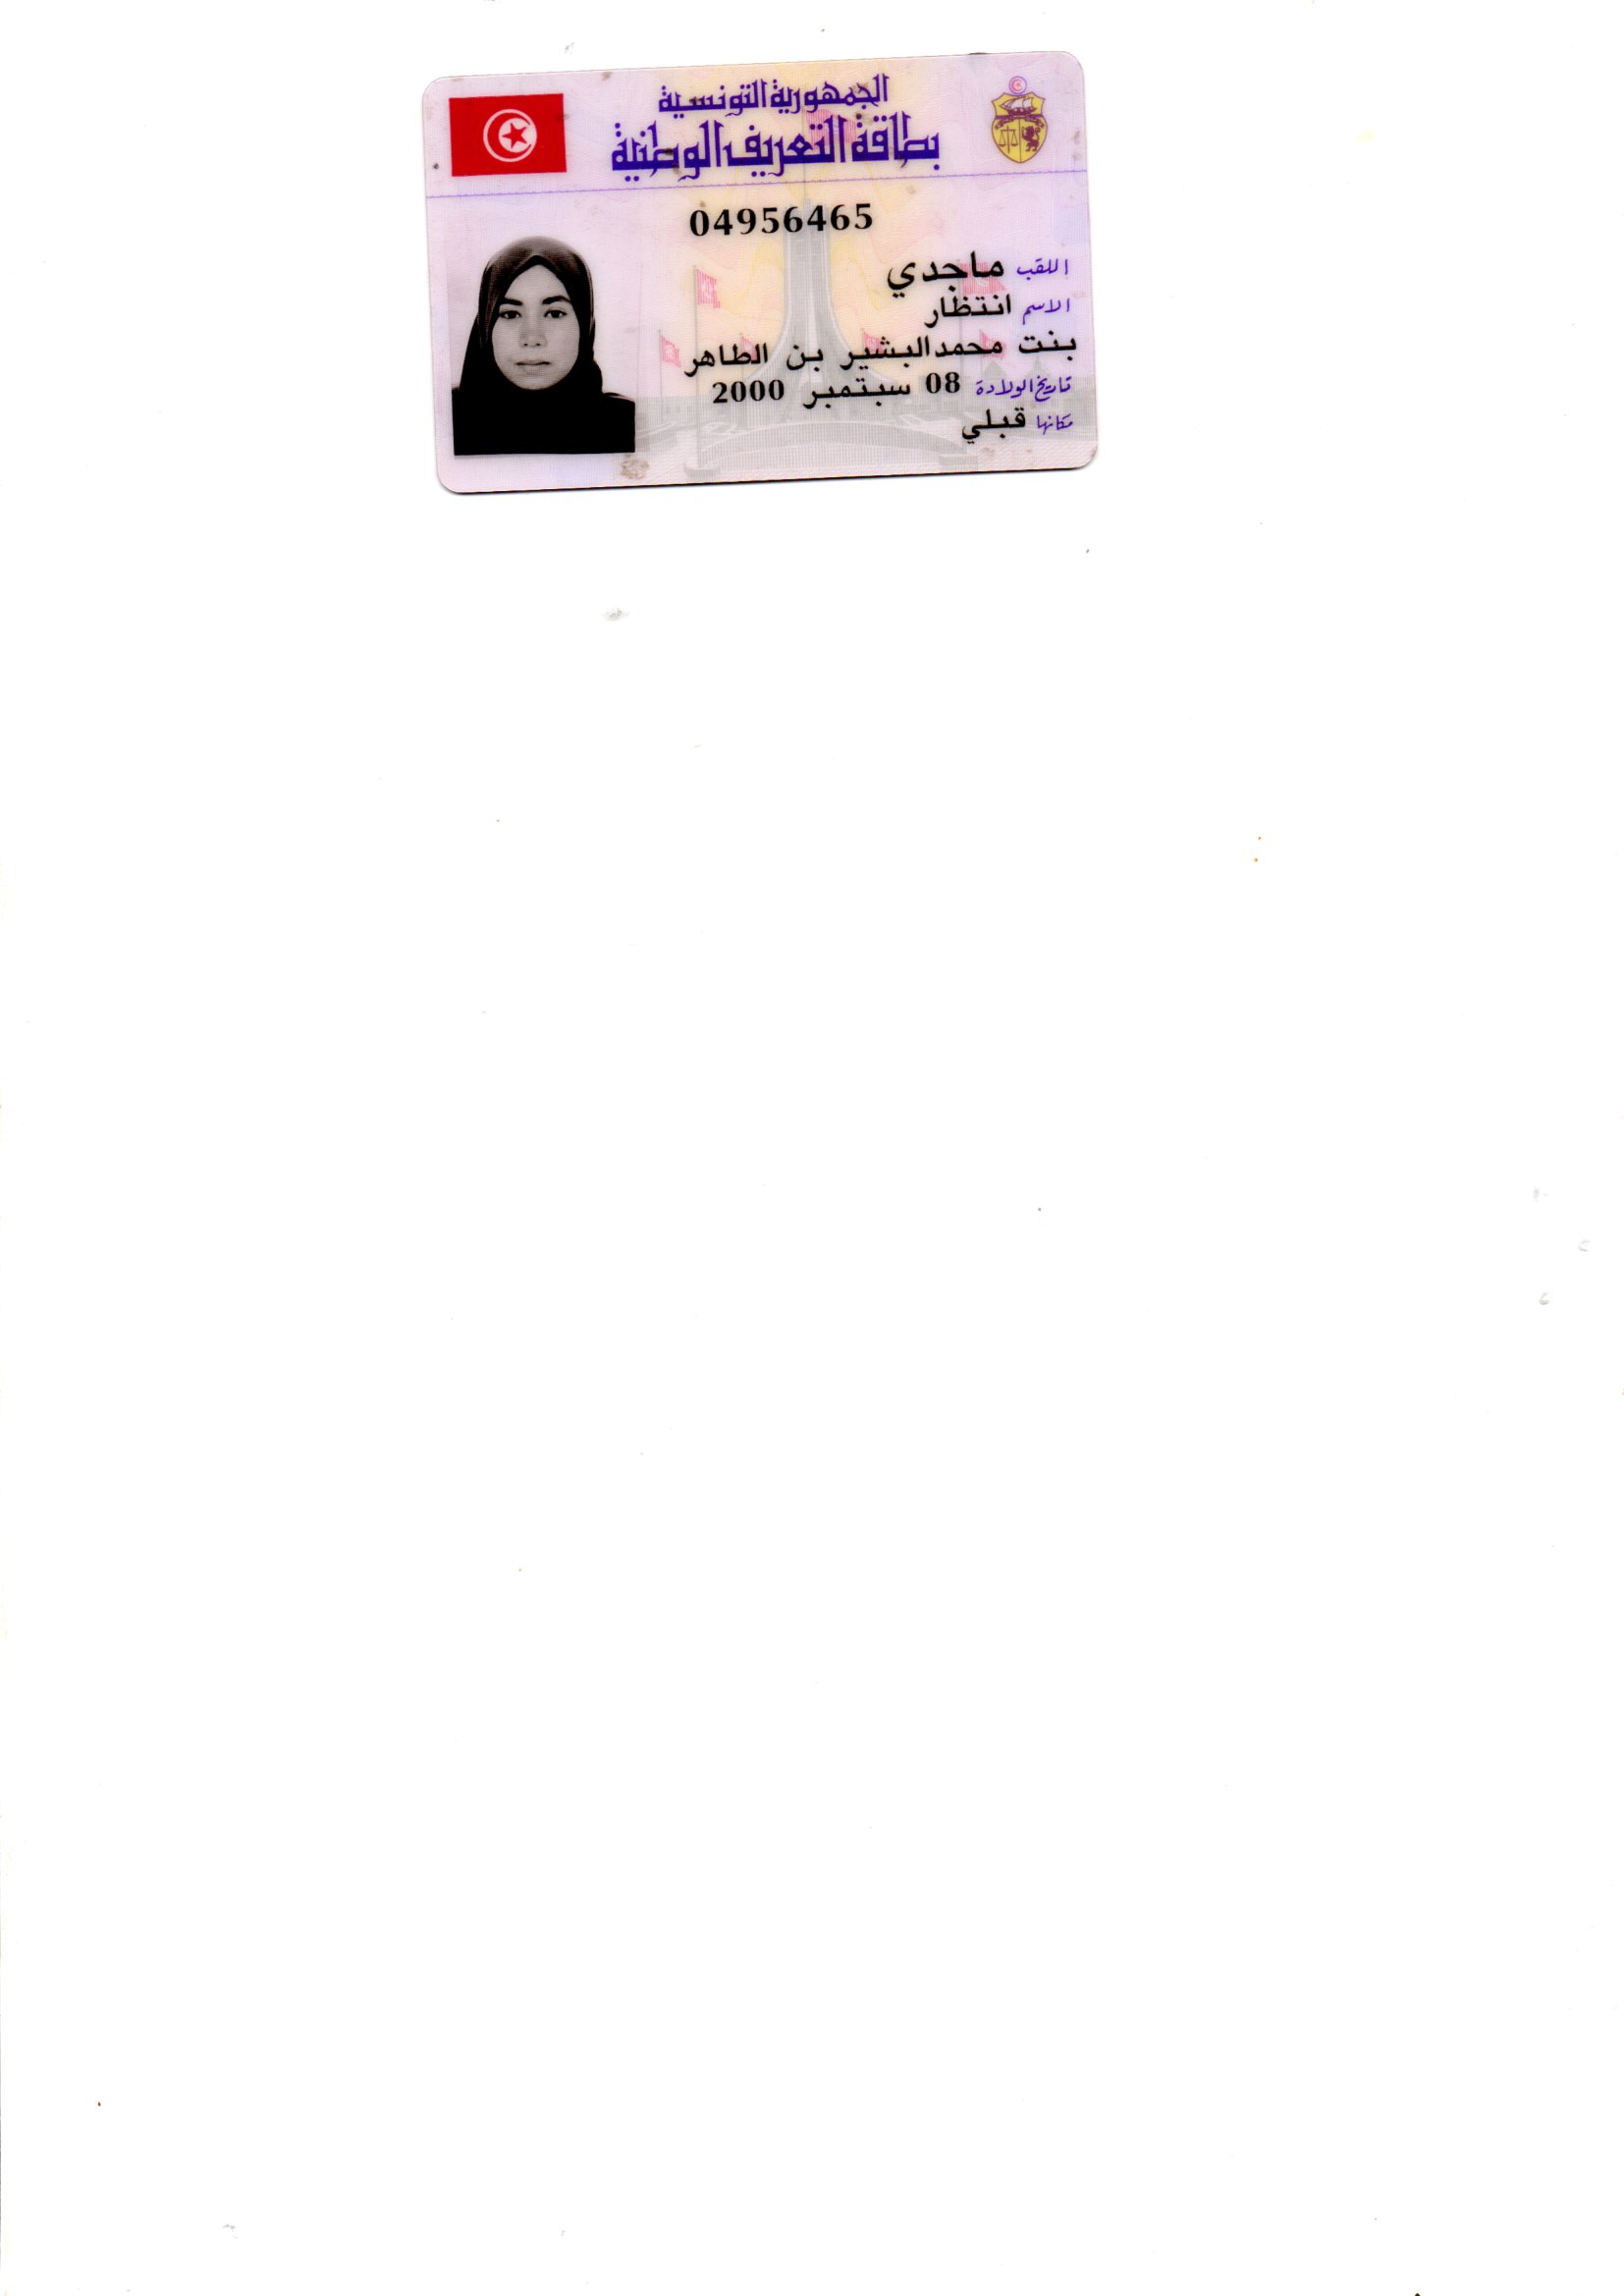 الجمهورية التونسية
بطاقة التعريف الوطنية
04956465
اللقب ماجدي
الاسم انتظار
بنت محمدالبشير بن الطاهر
تاريخ الولادة 08 سبتمبر 2000
مكانها قبلي